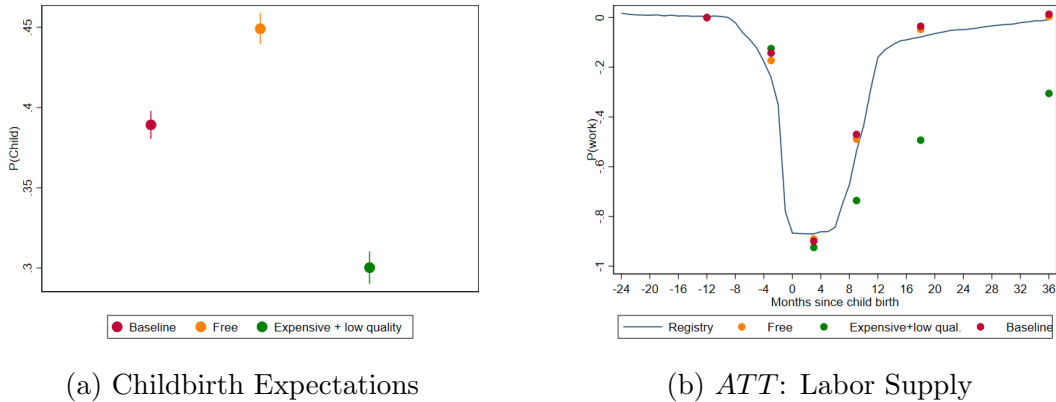 .45
.4
.35
.3
P(Child)
Baseline Free Expensive + low quality
(a) Childbirth Expectations
0
-.2
-.4
-.6
-.8
-1
P(work)
-24 -20 -16 -12 -8 -4 0 4 8 12 16 20 24 28 32 36
Months since child birth
Registry Free Expensive+low qual. Baseline
(b) ATT: Labor Supply